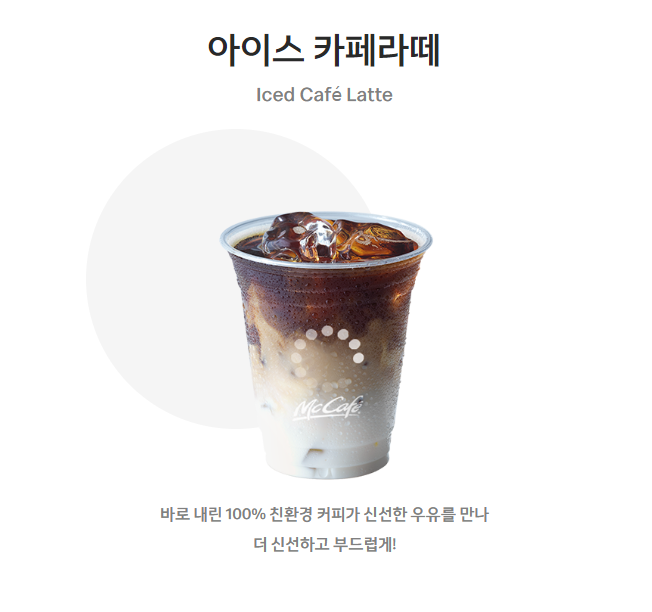 아이스 카페라떼
Iced Café Latte
McCafé
바로 내린 100% 친환경 커피가 신선한 우유를 만나
더 신선하고 부드럽게!